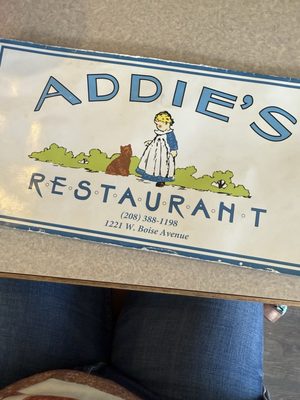 ADDIE'S
RESTAURANT
(208) 388-1198
1221 W. Boise Avenue